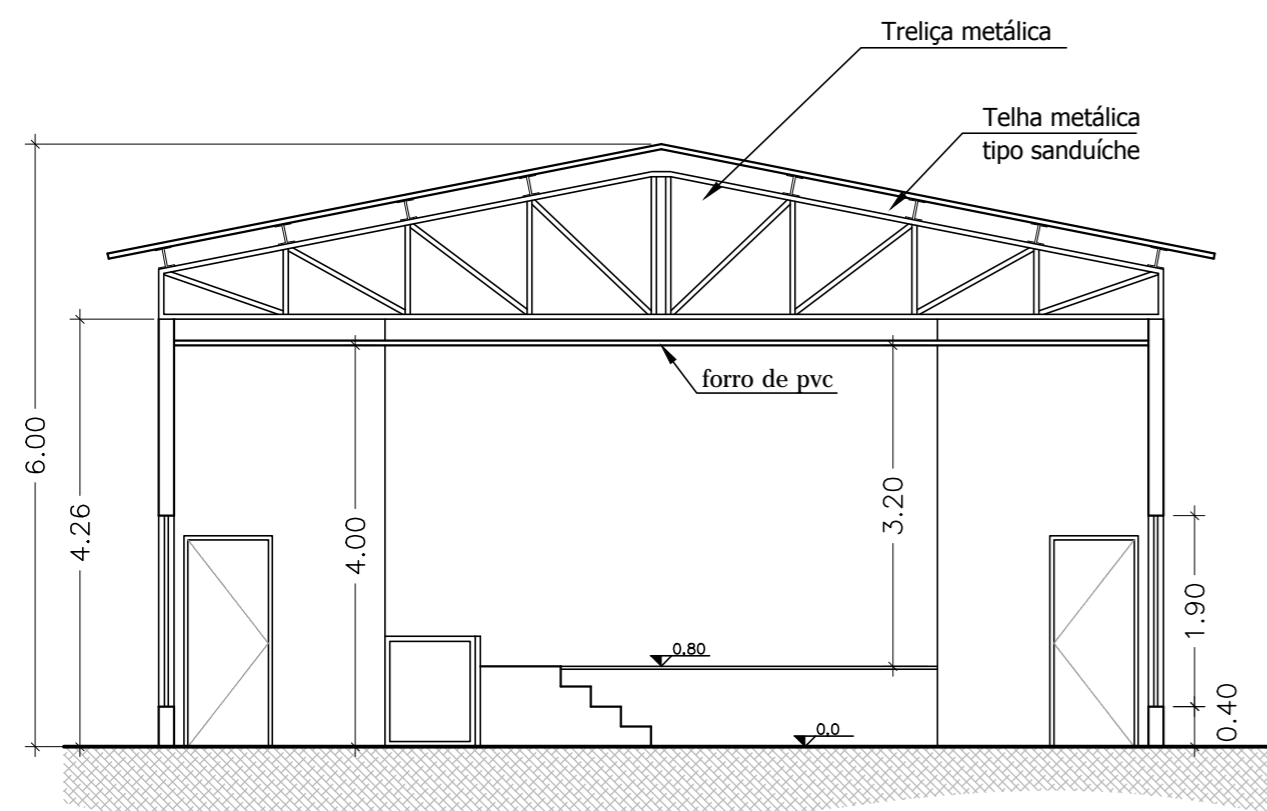 Treliça metálica
Telha metálica
tipo sanduíche
forro de pvc
6.00
4.26
4.00
3.20
1.90
0.40
0,80
0,0